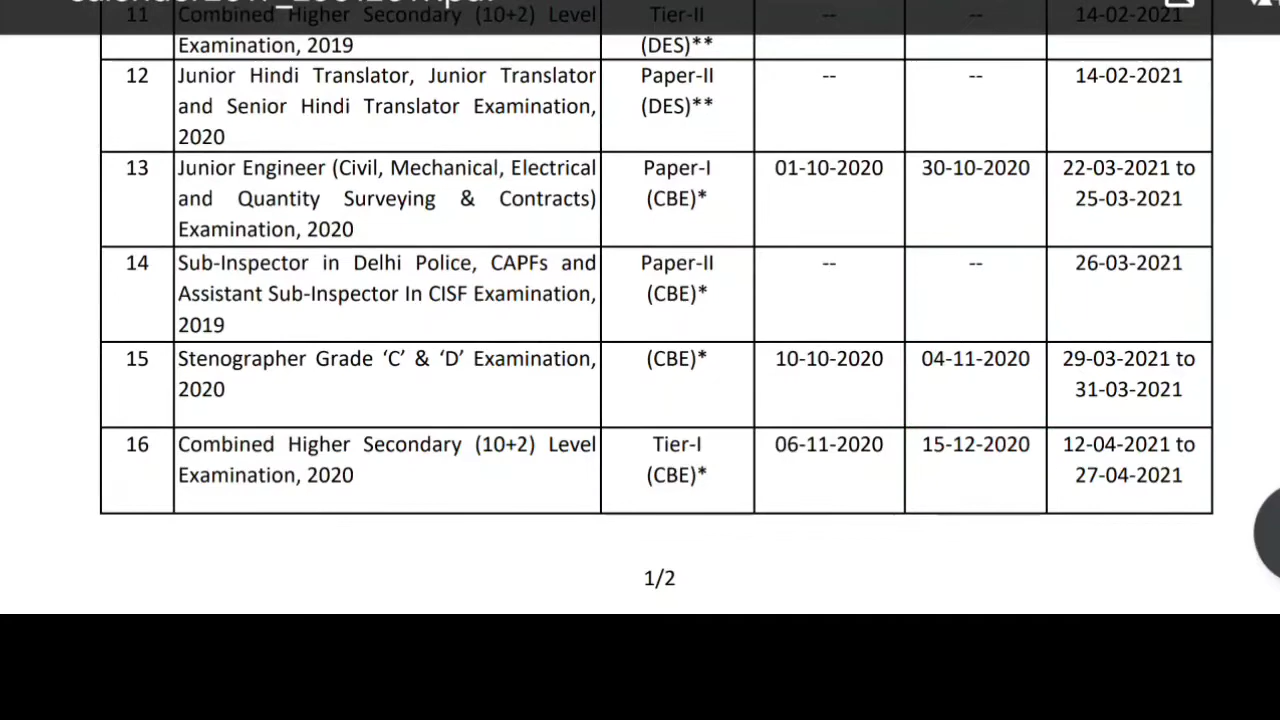 11 Combined Higher Secondary (10+2) Level Tier-II -- -- 14-02-2021
Examination, 2019 (DES)**
12 Junior Hindi Translator, Junior Translator Paper-II -- -- 14-02-2021
and Senior Hindi Translator Examination, (DES)**
2020
13 Junior Engineer (Civil, Mechanical, Electrical Paper-I 01-10-2020 30-10-2020 22-03-2021 to
and Quantity Surveying & Contracts) (CBE)* 25-03-2021
Examination, 2020
14 Sub-Inspector in Delhi Police, CAPFs and Paper-II -- -- 26-03-2021
Assistant Sub-Inspector In CISF Examination, (CBE)*
2019
15 Stenographer Grade ‘C’ & ‘D’ Examination, (CBE)* 10-10-2020 04-11-2020 29-03-2021 to
2020 31-03-2021
16 Combined Higher Secondary (10+2) Level Tier-I 06-11-2020 15-12-2020 12-04-2021 to
Examination, 2020 (CBE)* 27-04-2021
1/2